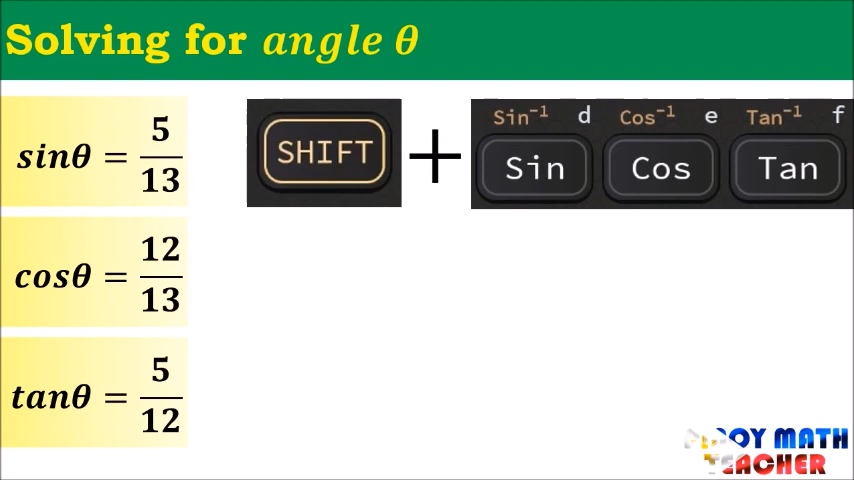 Solving for angle θ
sinθ = 5/13
SHIFT + Sin⁻¹ d Cos⁻¹ e Tan⁻¹ f
Sin Cos Tan
cosθ = 12/13
tanθ = 5/12
MATH
TEACHER